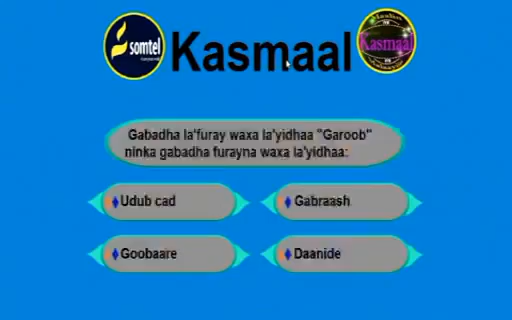 somtel
Kasmaal
Kasmaal
Gabadha la'furay waxa la'yidhaa "Garoob"
ninka gabadha furayna waxa la'yidhaa:
Udub cad
Gabraash
Goobaare
Daanide